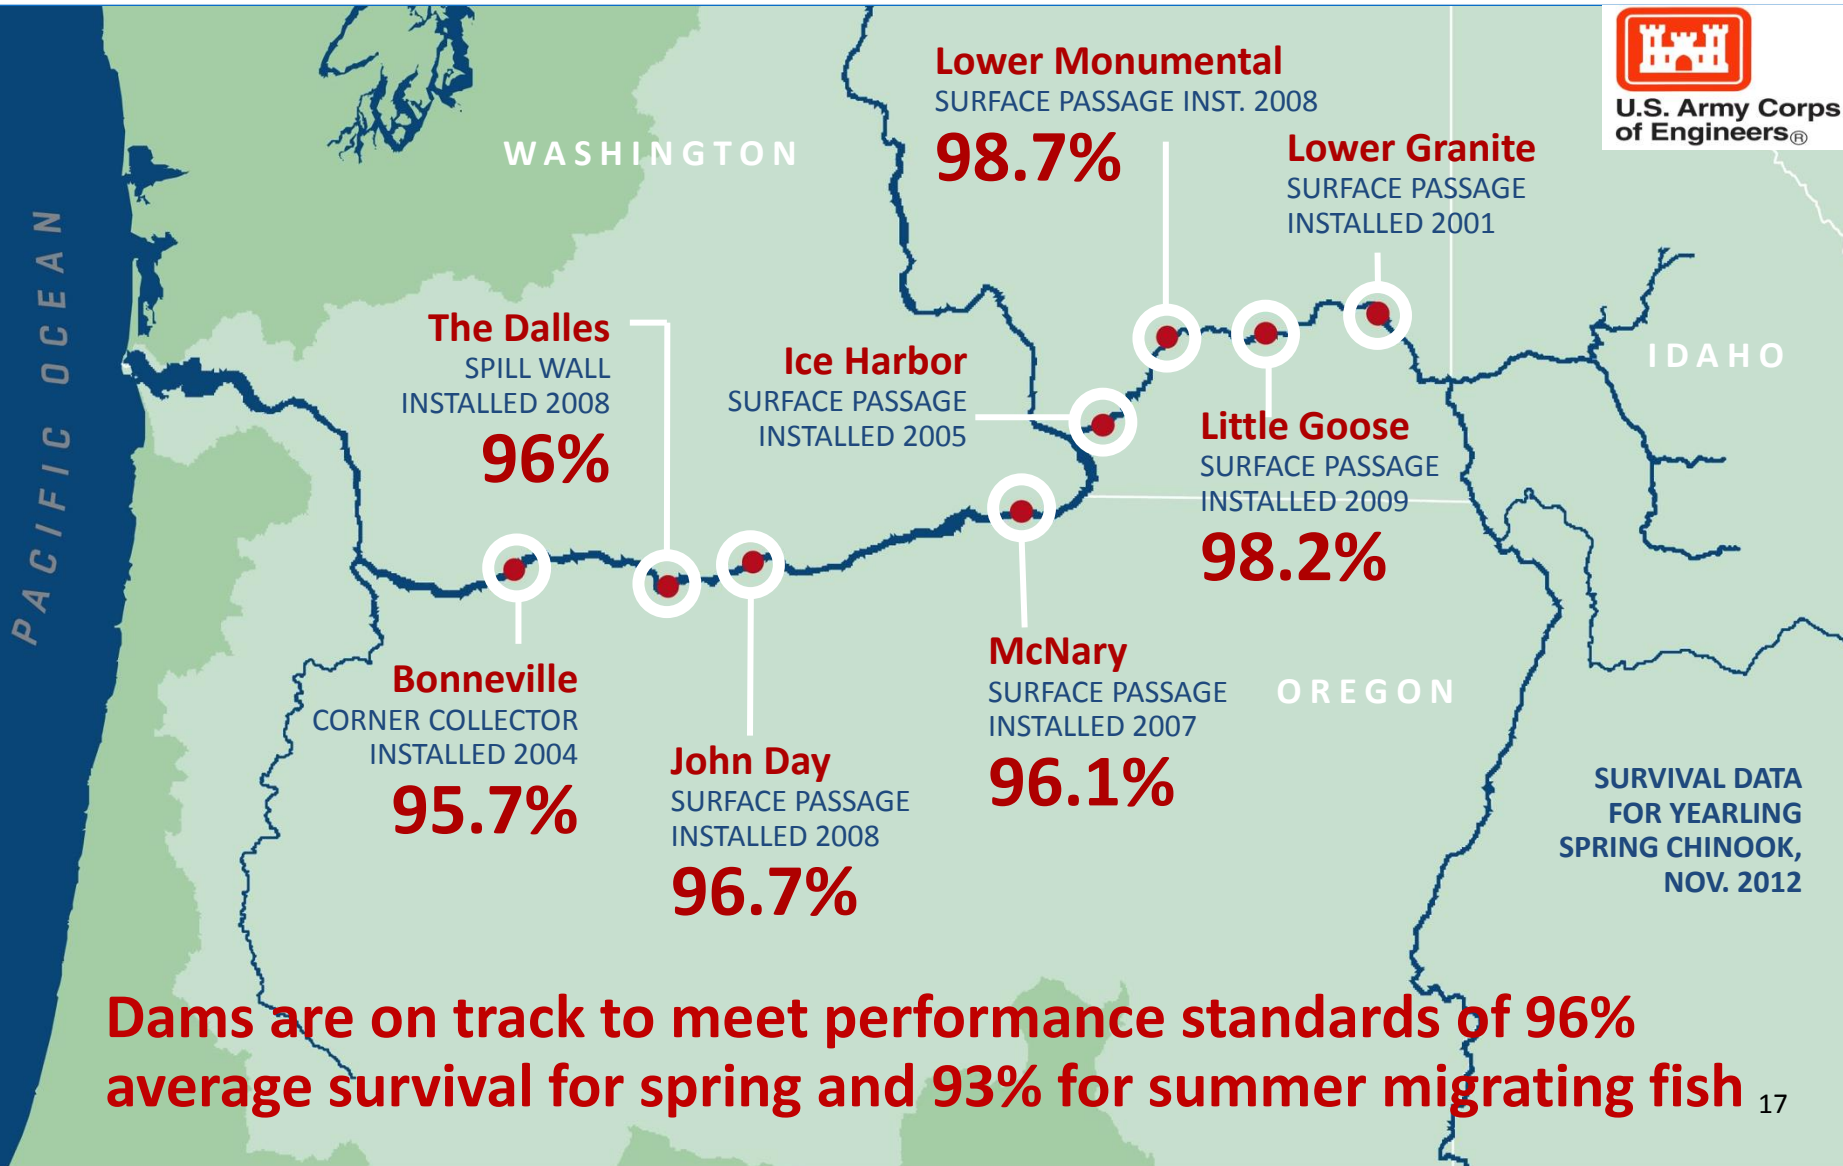 U.S. Army Corps
of Engineers®
PACIFIC OCEAN
WASHINGTON
IDAHO
OREGON
Lower Monumental
SURFACE PASSAGE INST. 2008
98.7%
Lower Granite
SURFACE PASSAGE
INSTALLED 2001
The Dalles
SPILL WALL
INSTALLED 2008
96%
Ice Harbor
SURFACE PASSAGE
INSTALLED 2005
Little Goose
SURFACE PASSAGE
INSTALLED 2009
98.2%
Bonneville
CORNER COLLECTOR
INSTALLED 2004
95.7%
John Day
SURFACE PASSAGE
INSTALLED 2008
96.7%
McNary
SURFACE PASSAGE
INSTALLED 2007
96.1%
SURVIVAL DATA
FOR YEARLING
SPRING CHINOOK,
NOV. 2012
Dams are on track to meet performance standards of 96%
average survival for spring and 93% for summer migrating fish
17